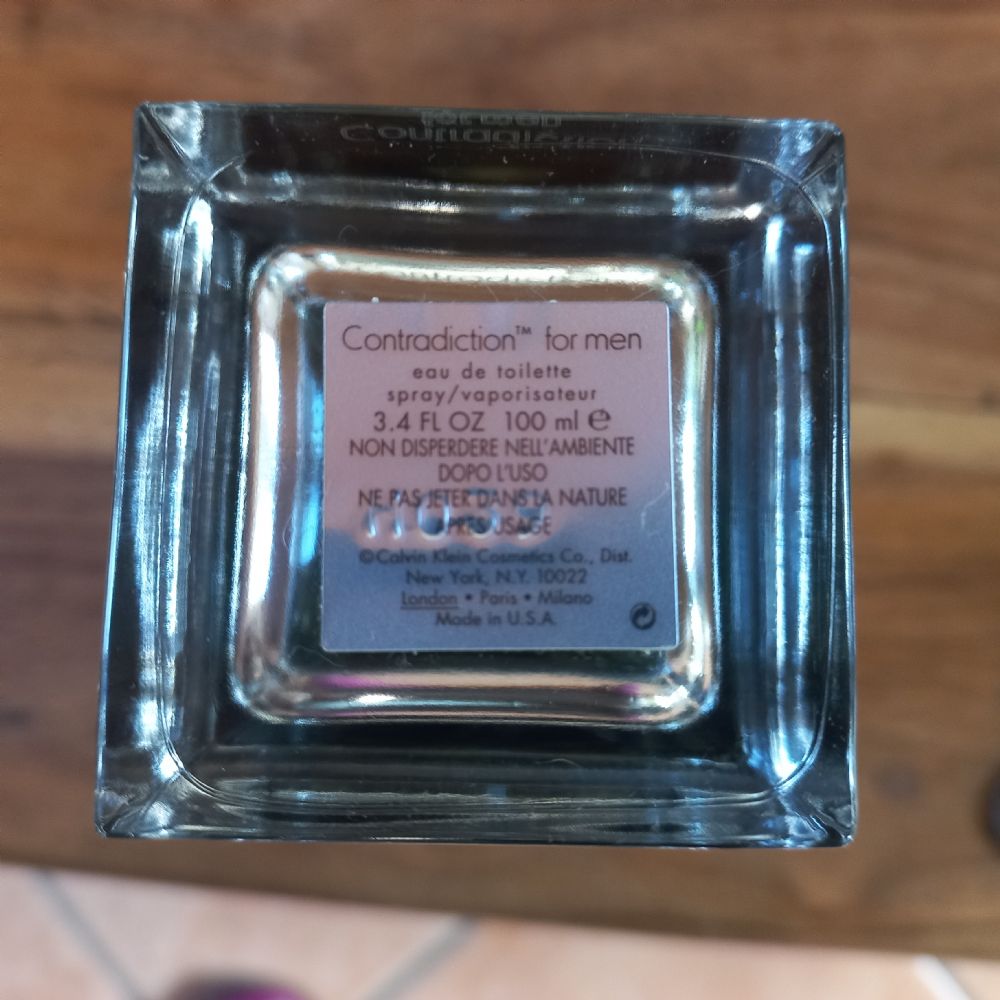 Contradiction™ for men
eau de toilette
spray/vaporisateur
3.4 FL OZ 100 ml ℮
NON DISPERDERE NELL'AMBIENTE
DOPO L'USO
NE PAS JETER DANS LA NATURE
APRES USAGE
©Calvin Klein Cosmetics Co., Dist.
New York, N.Y. 10022
London • Paris • Milano
Made in U.S.A.